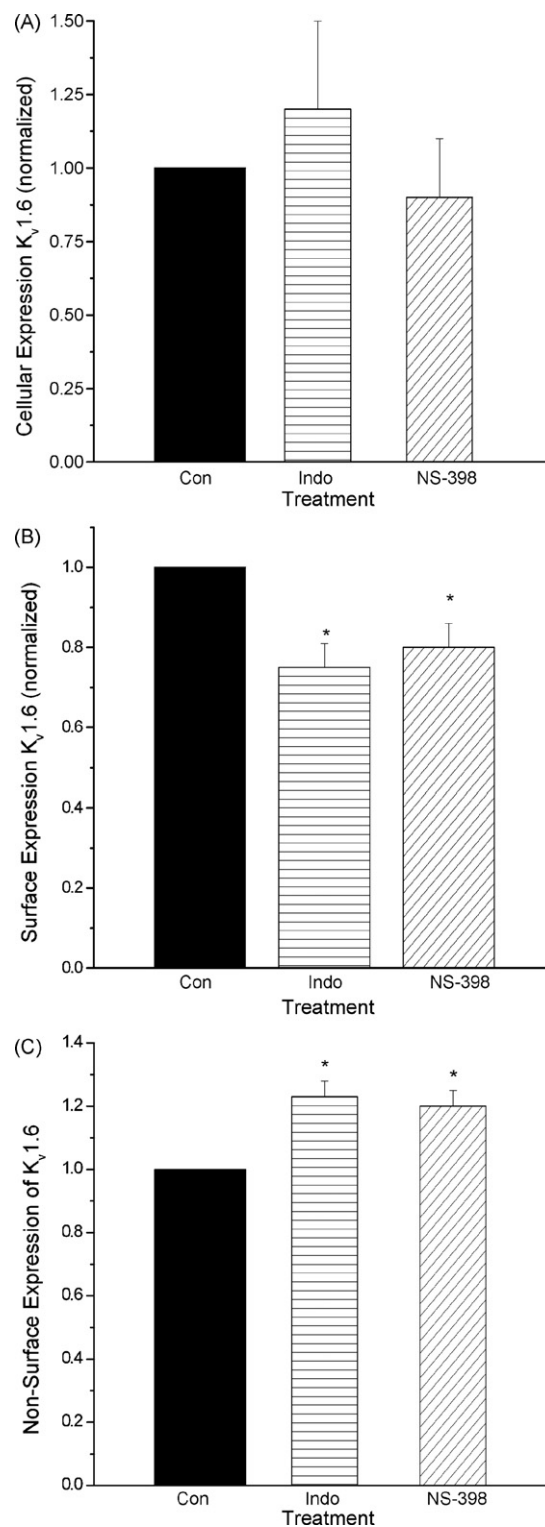 (A)
Cellular Expression Kv1.6 (normalized)
1.50
1.25
1.00
0.75
0.50
0.25
0.00
Con Indo NS-398
Treatment
(B)
Surface Expression Kv1.6 (normalized)
1.0
0.8
0.6
0.4
0.2
0.0
* *
Con Indo NS-398
Treatment
(C)
Non-Surface Expression of Kv1.6
1.4
1.2
1.0
0.8
0.6
0.4
0.2
0.0
* *
Con Indo NS-398
Treatment